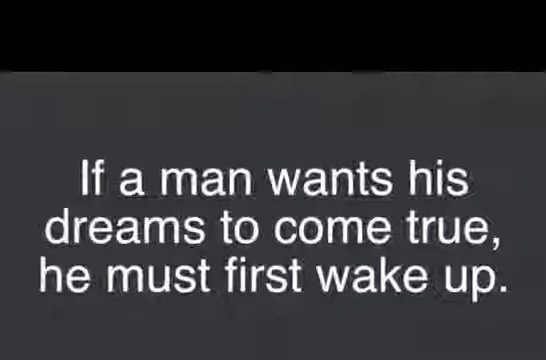 If a man wants his
dreams to come true,
he must first wake up.